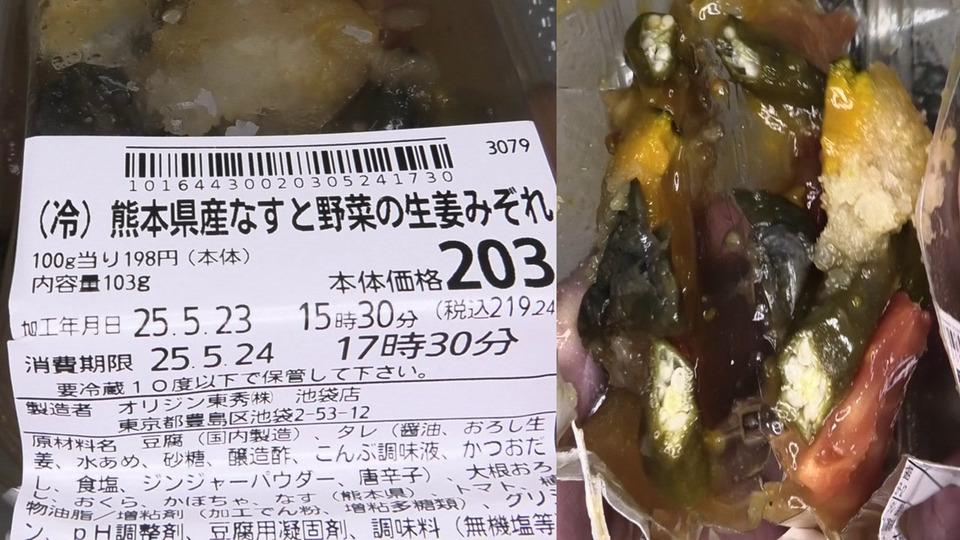 3079
10164430020305241730
(冷) 熊本県産なすと野菜の生姜みぞれ
100g当り198円(本体)
内容量103g
本体価格203
(税込219.24
加工年月日 25.5.23 15時30分
消費期限 25.5.24 17時30分
要冷蔵10度以下で保管して下さい。
製造者 オリジン東秀㈱ 池袋店
東京都豊島区池袋2-53-12
原材料名 豆腐(国内製造)、タレ(醤油、おろし生
姜、水あめ、砂糖、醸造酢、こんぶ調味液、かつおだ
し、食塩、ジンジャーパウダー、唐辛子)、大根おろ
し、おくら、かぼちゃ、なす(熊本県)、トマト、植
物油脂/増粘剤(加工でん粉、増粘多糖類)、グリシ
ン、pH調整剤、豆腐用凝固剤、調味料(無機塩等